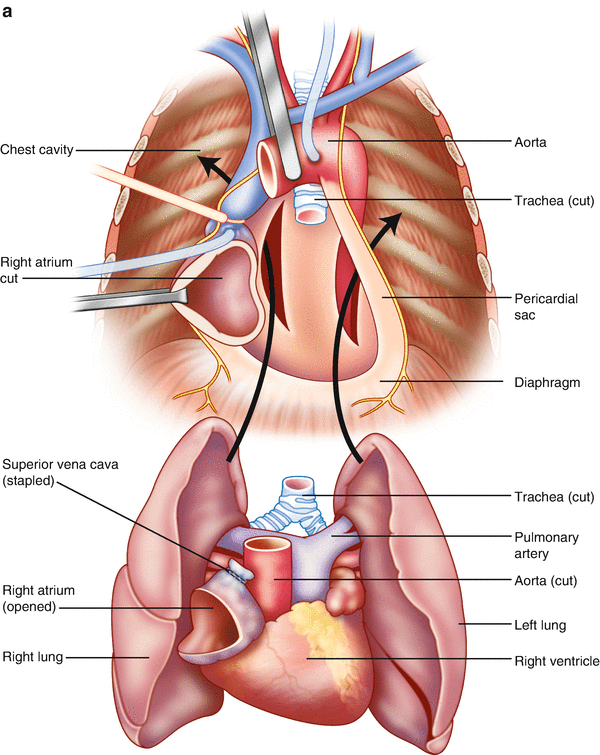 a
Chest cavity
Right atrium
cut
Aorta
Trachea (cut)
Pericardial
sac
Diaphragm
Superior vena cava
(stapled)
Right atrium
(opened)
Right lung
Trachea (cut)
Pulmonary
artery
Aorta (cut)
Left lung
Right ventricle